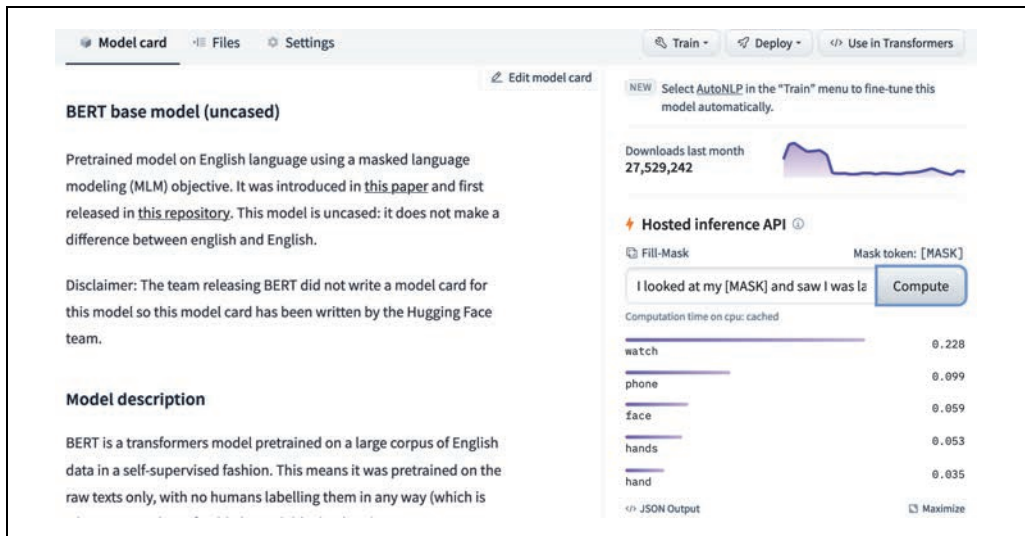 Model card
Files
Settings
Train
Deploy
</> Use in Transformers
Edit model card
BERT base model (uncased)
Pretrained model on English language using a masked language
modeling (MLM) objective. It was introduced in this paper and first
released in this repository. This model is uncased: it does not make a
difference between english and English.
Disclaimer: The team releasing BERT did not write a model card for
this model so this model card has been written by the Hugging Face
team.
Model description
BERT is a transformers model pretrained on a large corpus of English
data in a self-supervised fashion. This means it was pretrained on the
raw texts only, with no humans labelling them in any way (which is
NEW Select AutoNLP in the "Train" menu to fine-tune this
model automatically.
Downloads last month
27,529,242
Hosted inference API
Fill-Mask
Mask token: [MASK]
I looked at my [MASK] and saw I was la
Compute
Computation time on cpu: cached
watch 0.228
phone 0.099
face 0.059
hands 0.053
hand 0.035
</> JSON Output
Maximize